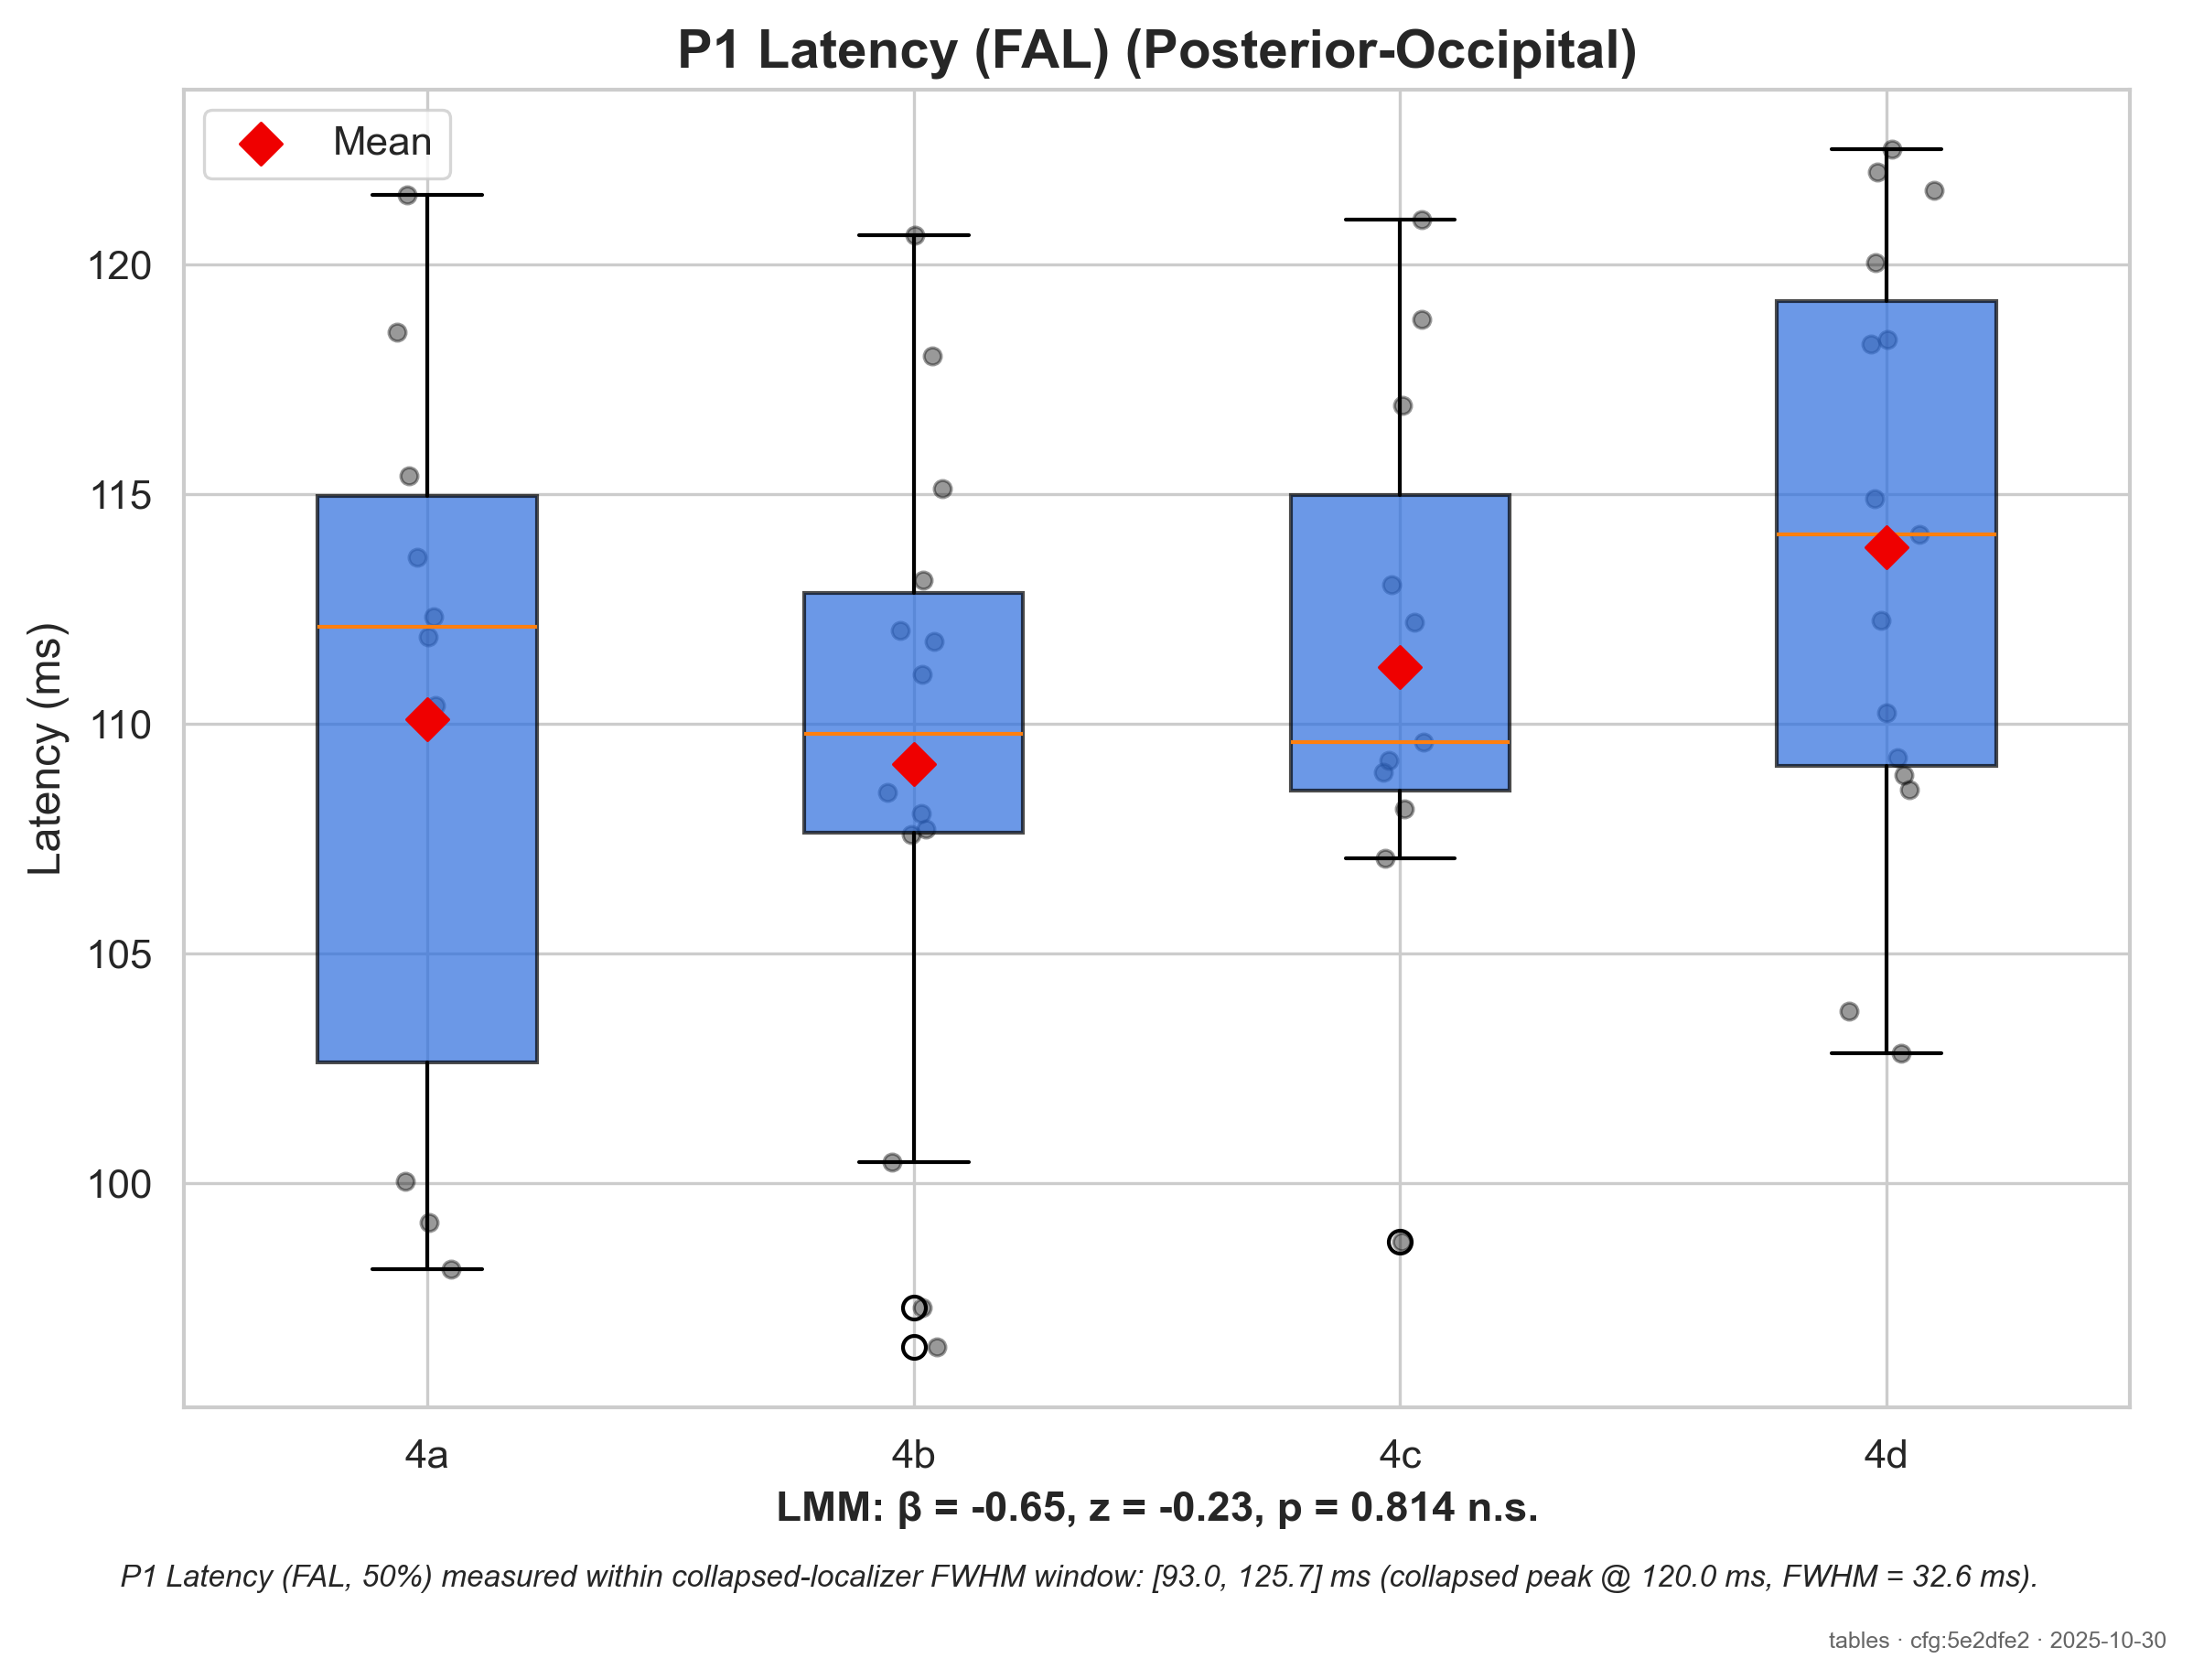 P1 Latency (FAL) (Posterior-Occipital)
Mean
Latency (ms)
120
115
110
105
100
4a 4b 4c 4d
LMM: β = -0.65, z = -0.23, p = 0.814 n.s.
P1 Latency (FAL, 50%) measured within collapsed-localizer FWHM window: [93.0, 125.7] ms (collapsed peak @ 120.0 ms, FWHM = 32.6 ms).
tables · cfg:5e2dfe2 · 2025-10-30